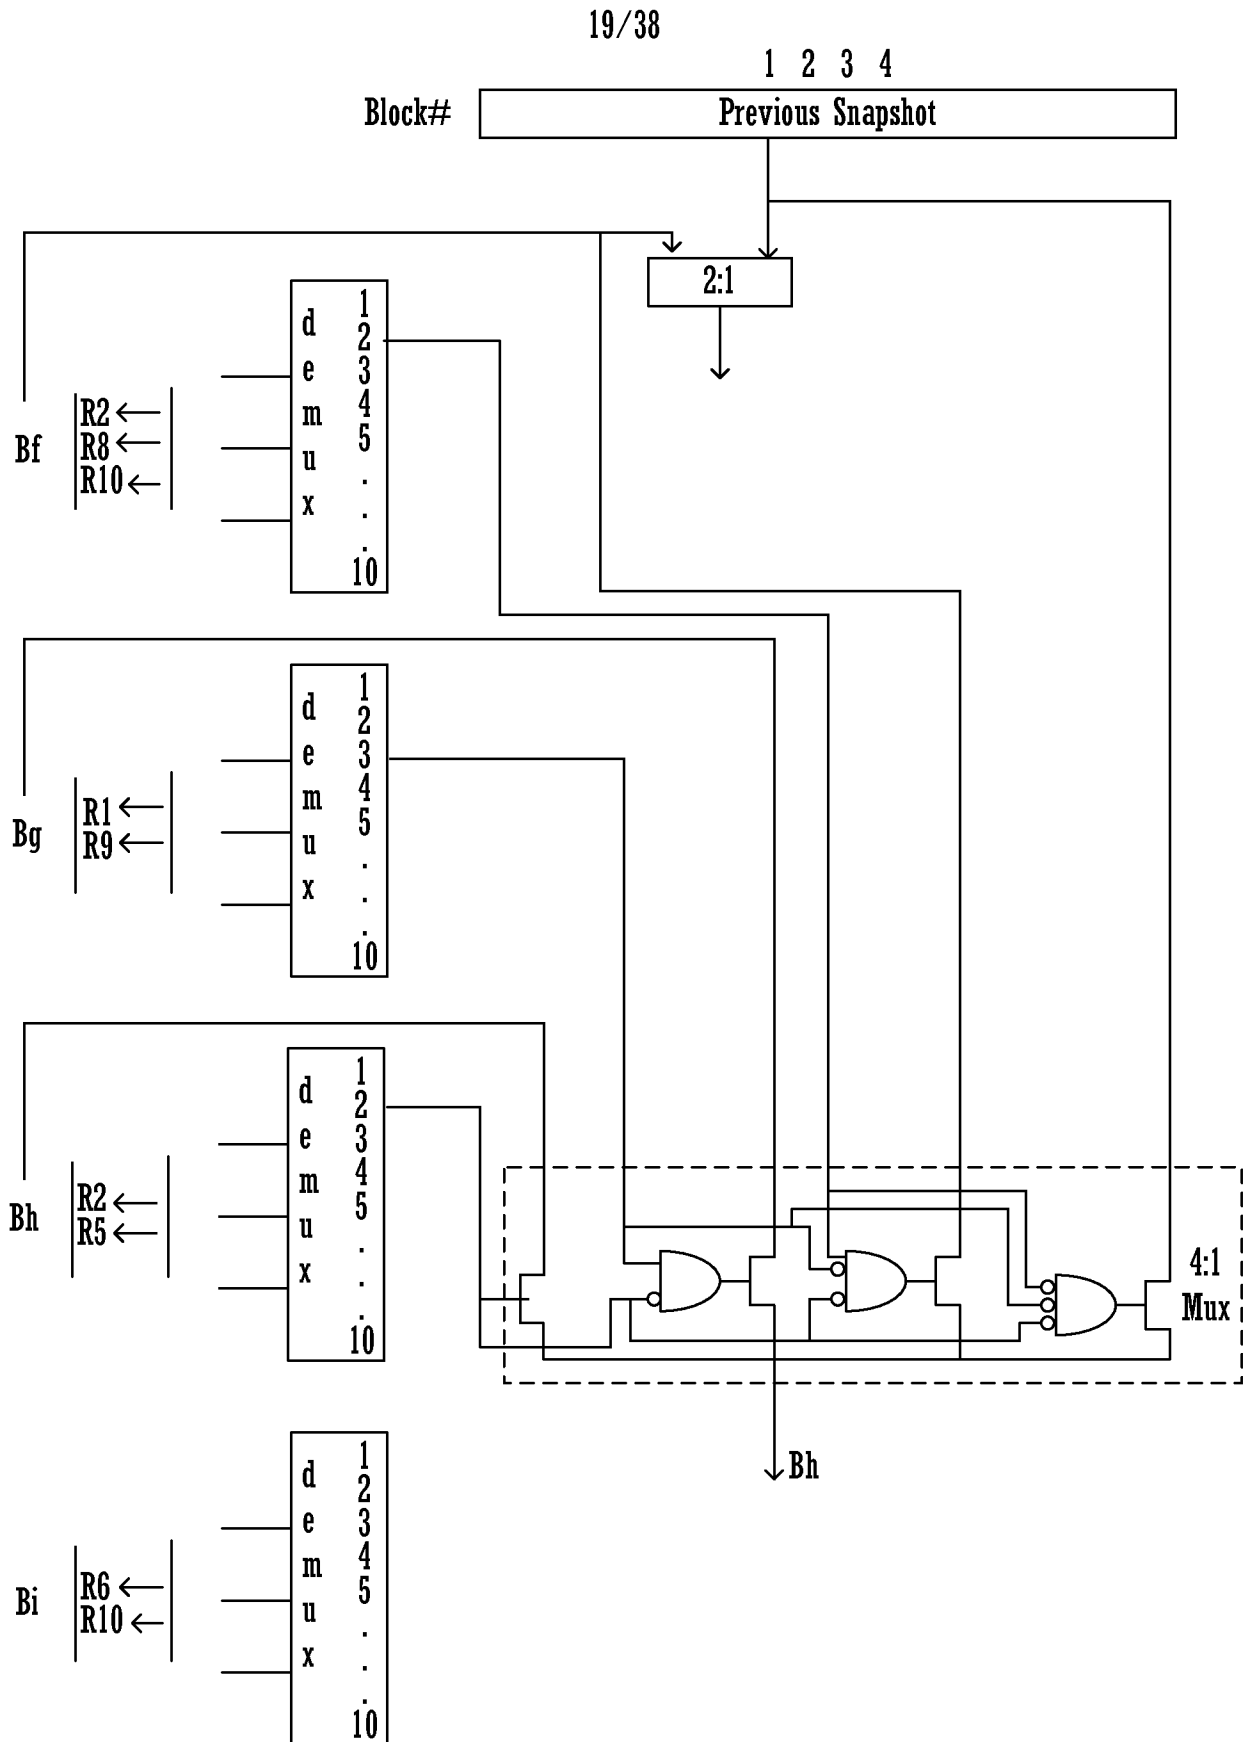 19/38
1 2 3 4
Block#
Previous Snapshot
2:1
Bf
R2
R8
R10
d
e
m
u
x
1
2
3
4
5
.
.
.
10
Bg
R1
R9
d
e
m
u
x
1
2
3
4
5
.
.
.
10
Bh
R2
R5
d
e
m
u
x
1
2
3
4
5
.
.
.
10
4:1
Mux
Bh
Bi
R6
R10
d
e
m
u
x
1
2
3
4
5
.
.
.
10